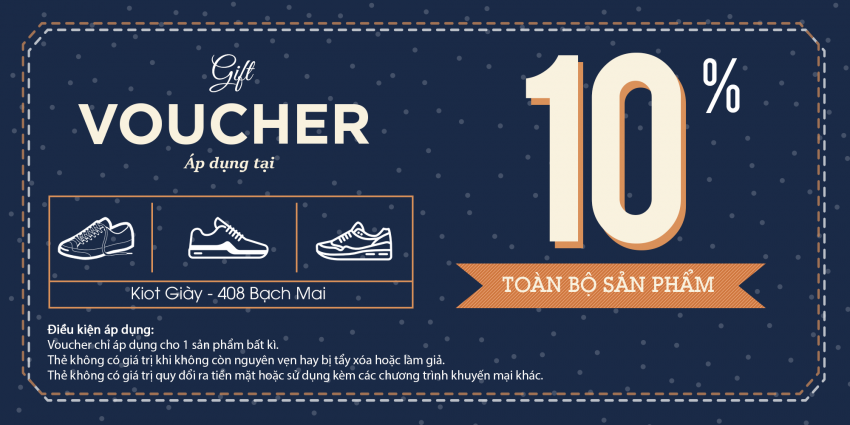 Gift
VOUCHER
Áp dụng tại
Kiot Giày - 408 Bạch Mai
10%
TOÀN BỘ SẢN PHẨM
Điều kiện áp dụng:
Voucher chỉ áp dụng cho 1 sản phẩm bất kì.
Thẻ không có giá trị khi không còn nguyên vẹn hay bị tẩy xóa hoặc làm giả.
Thẻ không có giá trị quy đổi ra tiền mặt hoặc sử dụng kèm các chương trình khuyến mại khác.